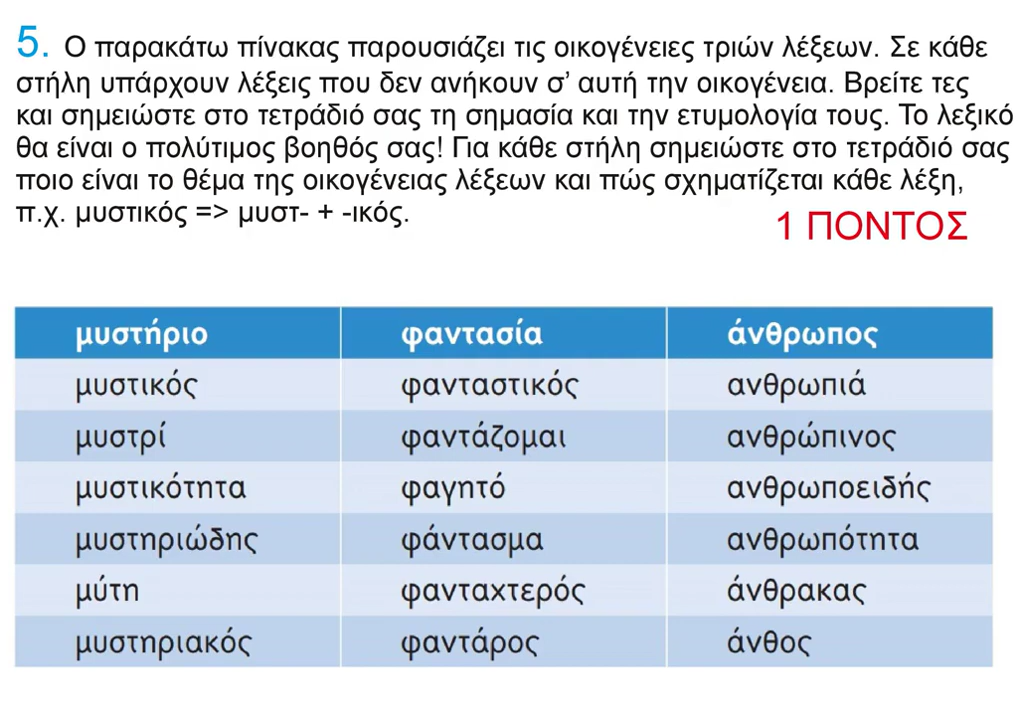 5. Ο παρακάτω πίνακας παρουσιάζει τις οικογένειες τριών λέξεων. Σε κάθε
στήλη υπάρχουν λέξεις που δεν ανήκουν σ’ αυτή την οικογένεια. Βρείτε τες
και σημειώστε στο τετράδιό σας τη σημασία και την ετυμολογία τους. Το λεξικό
θα είναι ο πολύτιμος βοηθός σας! Για κάθε στήλη σημειώστε στο τετράδιό σας
ποιο είναι το θέμα της οικογένειας λέξεων και πώς σχηματίζεται κάθε λέξη,
π.χ. μυστικός => μυστ- + -ικός.
1 ΠΟΝΤΟΣ
μυστήριο φαντασία άνθρωπος
μυστικός φανταστικός ανθρωπιά
μυστρί φαντάζομαι ανθρώπινος
μυστικότητα φαγητό ανθρωποειδής
μυστηριώδης φάντασμα ανθρωπότητα
μύτη φανταχτερός άνθρακας
μυστηριακός φαντάρος άνθος